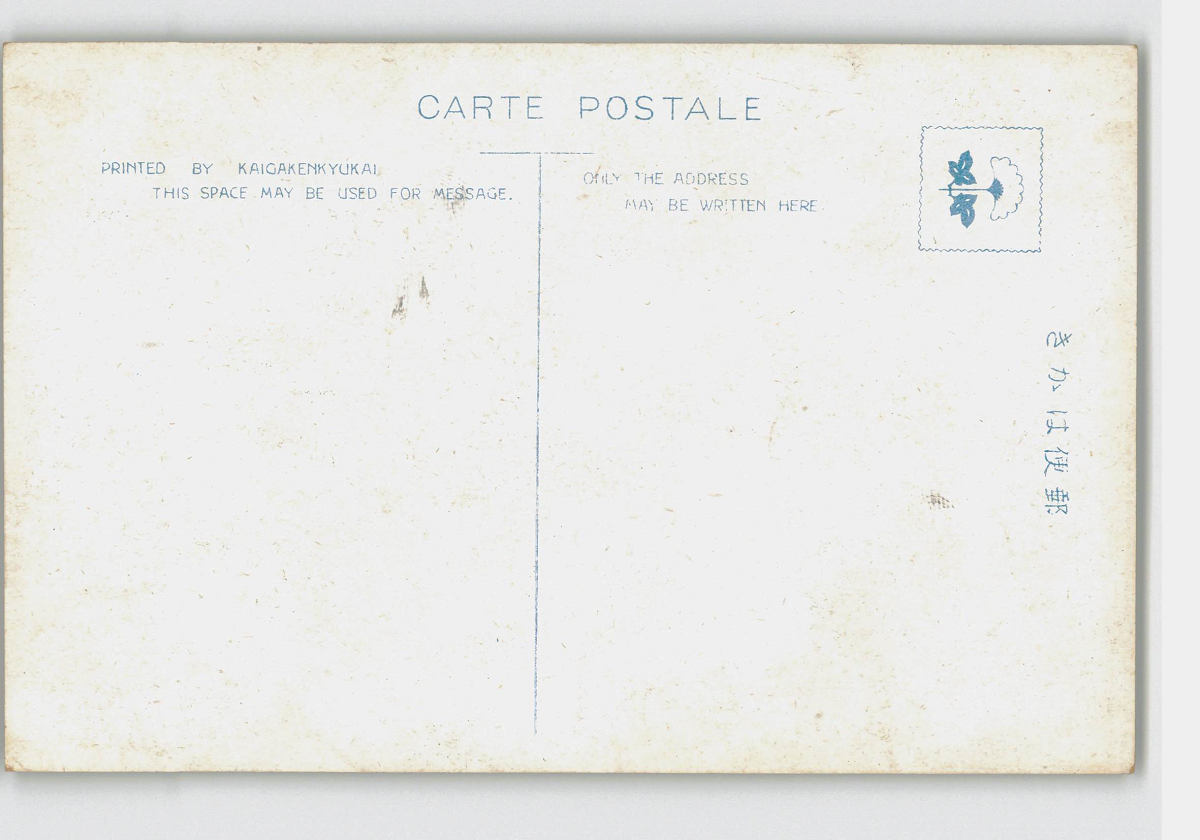 CARTE POSTALE
PRINTED BY KAIGAKENKYUKAI
THIS SPACE MAY BE USED FOR MESSAGE.
ONLY THE ADDRESS
MAY BE WRITTEN HERE.
郵便はかき